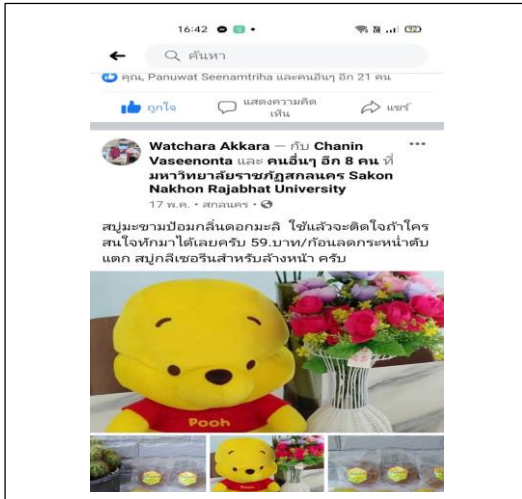 16:42
92
ค้นหา
คุณ, Panuwat Seenamtriha และคนอื่นๆ อีก 21 คน
ถูกใจ
แสดงความคิด
เห็น
แชร์
Watchara Akkara — กับ Chanin
Vaseenonta และ คนอื่นๆ อีก 8 คน ที่
มหาวิทยาลัยราชภัฏสกลนคร Sakon
Nakhon Rajabhat University
17 พ.ค. • สกลนคร •
สบู่มะขามป้อมกลิ่นดอกมะลิ ใช้แล้วจะติดใจถ้าใคร
สนใจทักมาได้เลยครับ 59.บาท/ก้อนลดกระหน่ำตับ
แตก สบู่กลีเซอรีนสำหรับล้างหน้า ครับ
Pooh